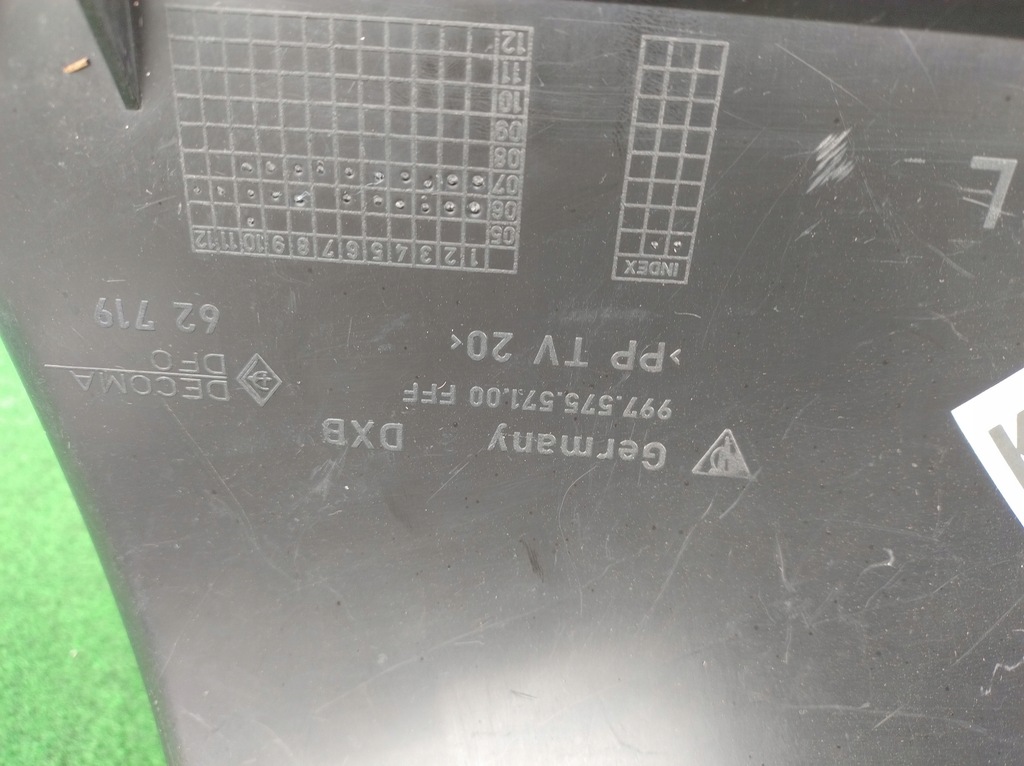 Germany DXB
997.575.571.00 FFF
DECOMA
DFO
>PP TV 20<
62 719
INDEX
1 2 3 4 5 6 7 8 9 10 11 12
05
06
07
08
09
10
11
12
L